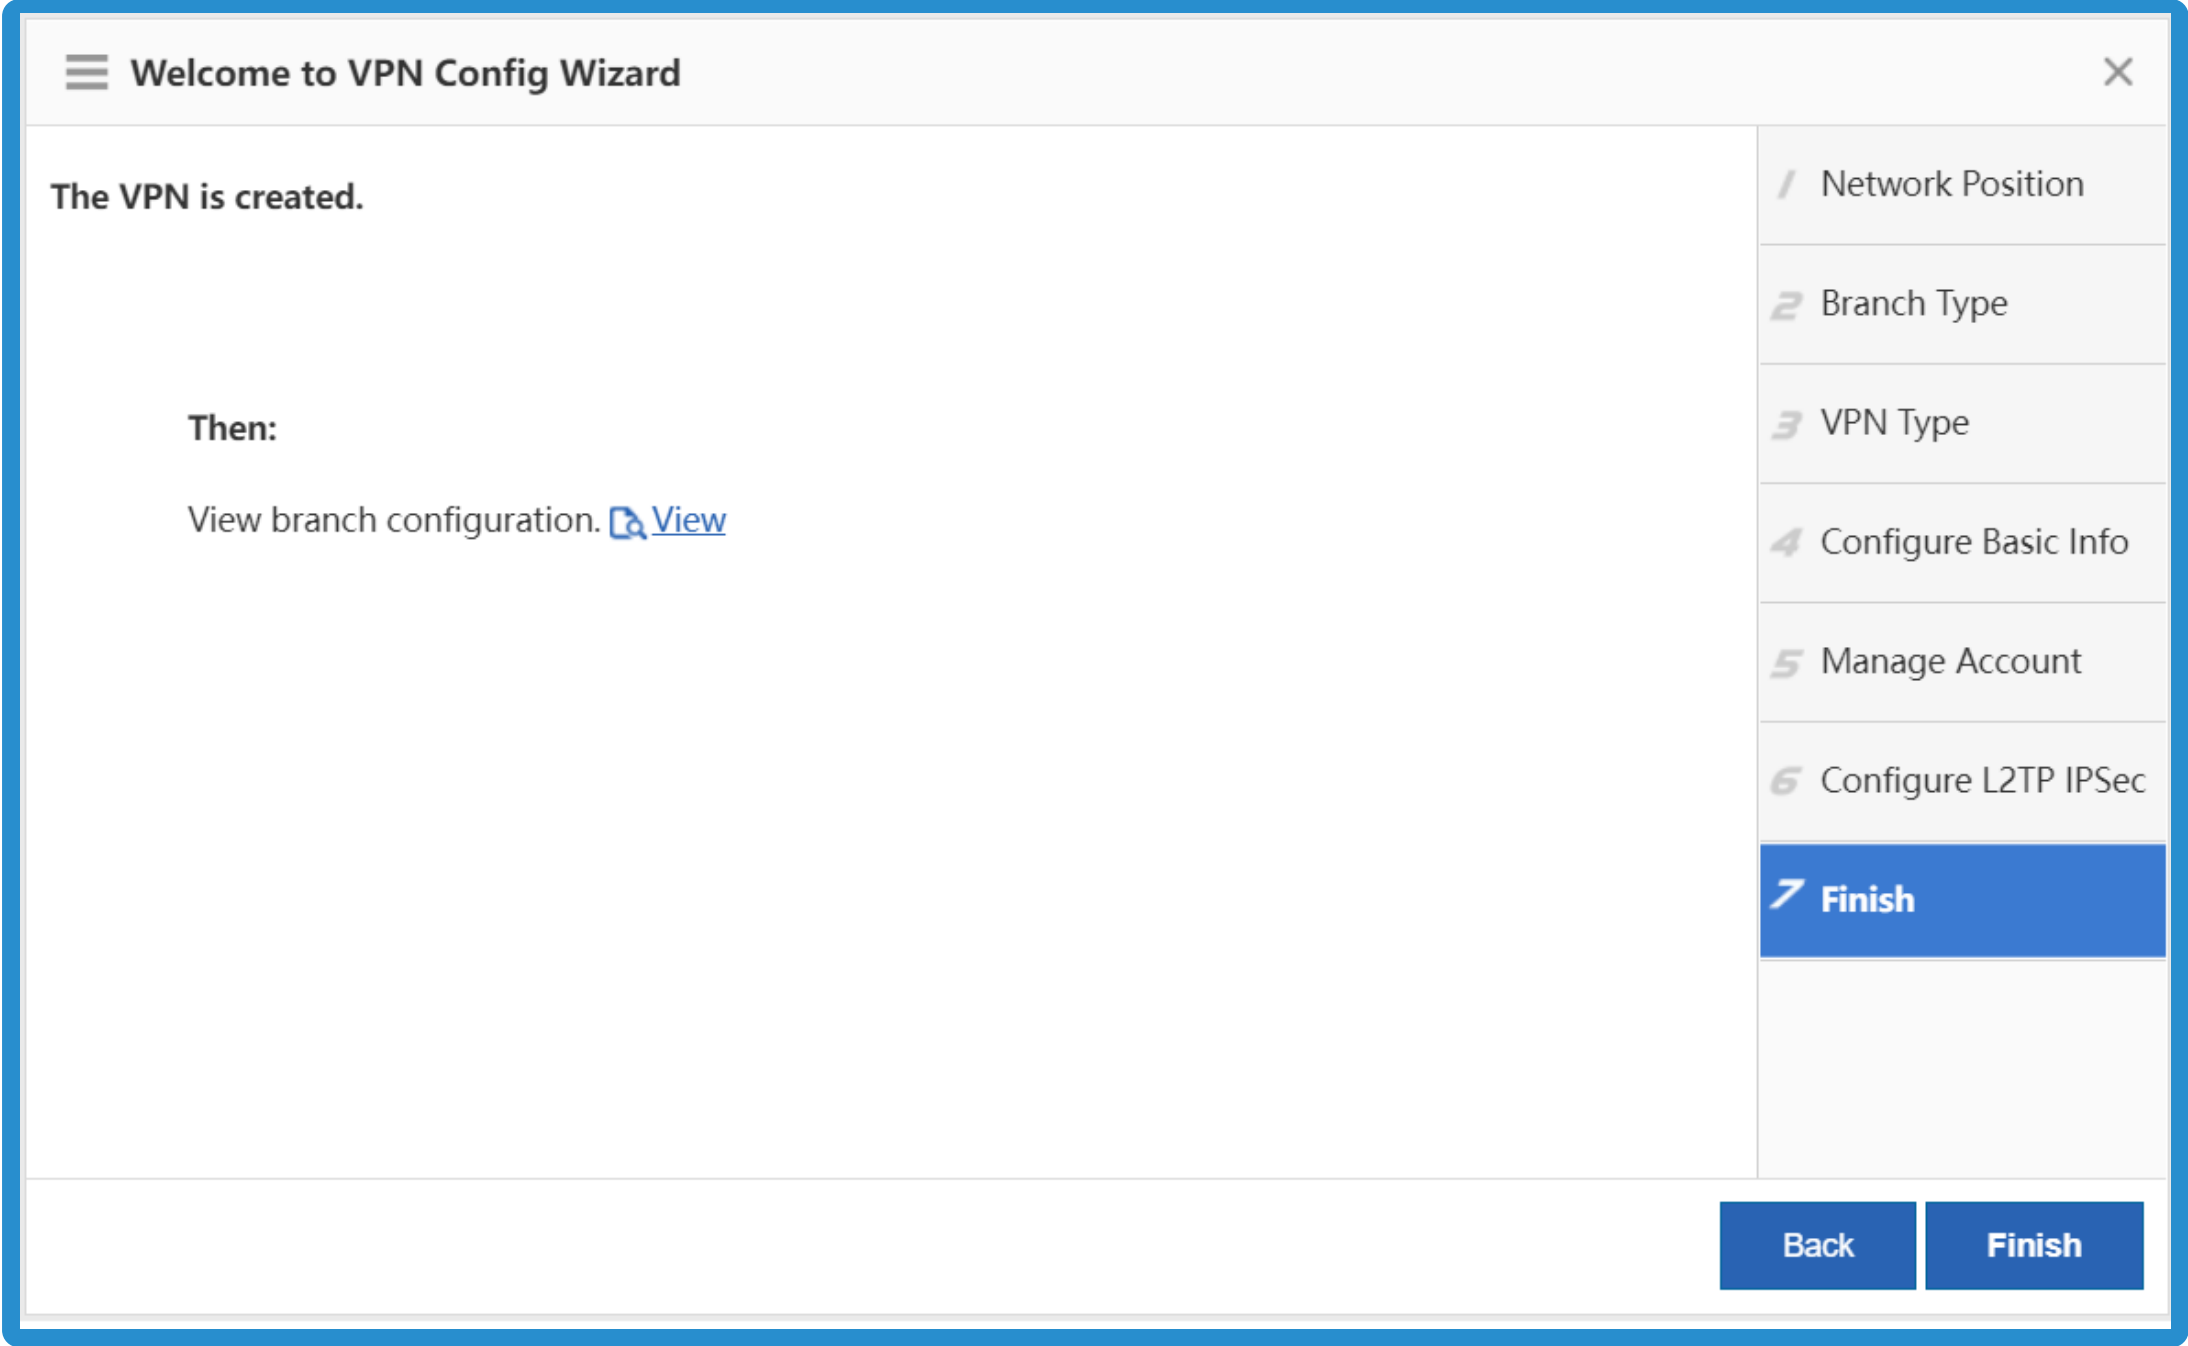 Welcome to VPN Config Wizard
The VPN is created.
Then:
View branch configuration. View
1 Network Position
2 Branch Type
3 VPN Type
4 Configure Basic Info
5 Manage Account
6 Configure L2TP IPSec
7 Finish
Back Finish